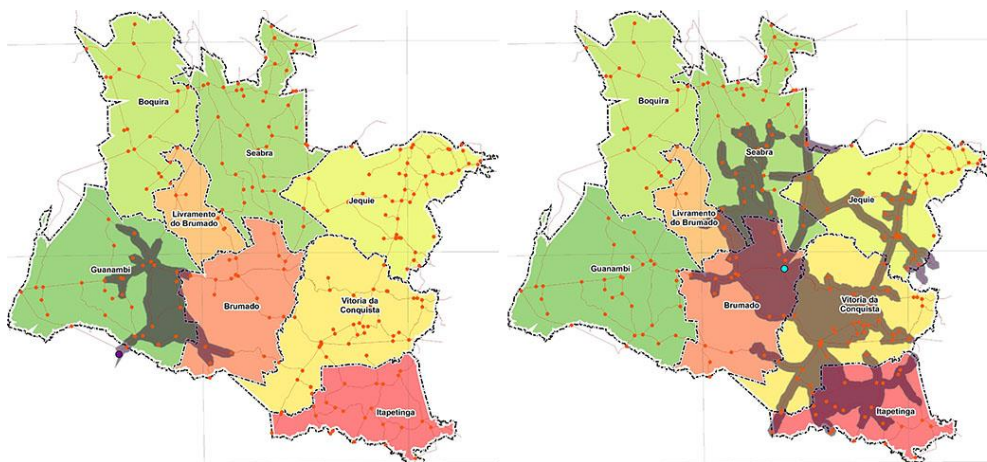 Boquira
Seabra
Livramento
do Brumado
Jequie
Guanambi
Brumado
Vitoria da
Conquista
Itapetinga
Boquira
Seabra
Livramento
do Brumado
Jequie
Guanambi
Brumado
Vitoria da
Conquista
Itapetinga